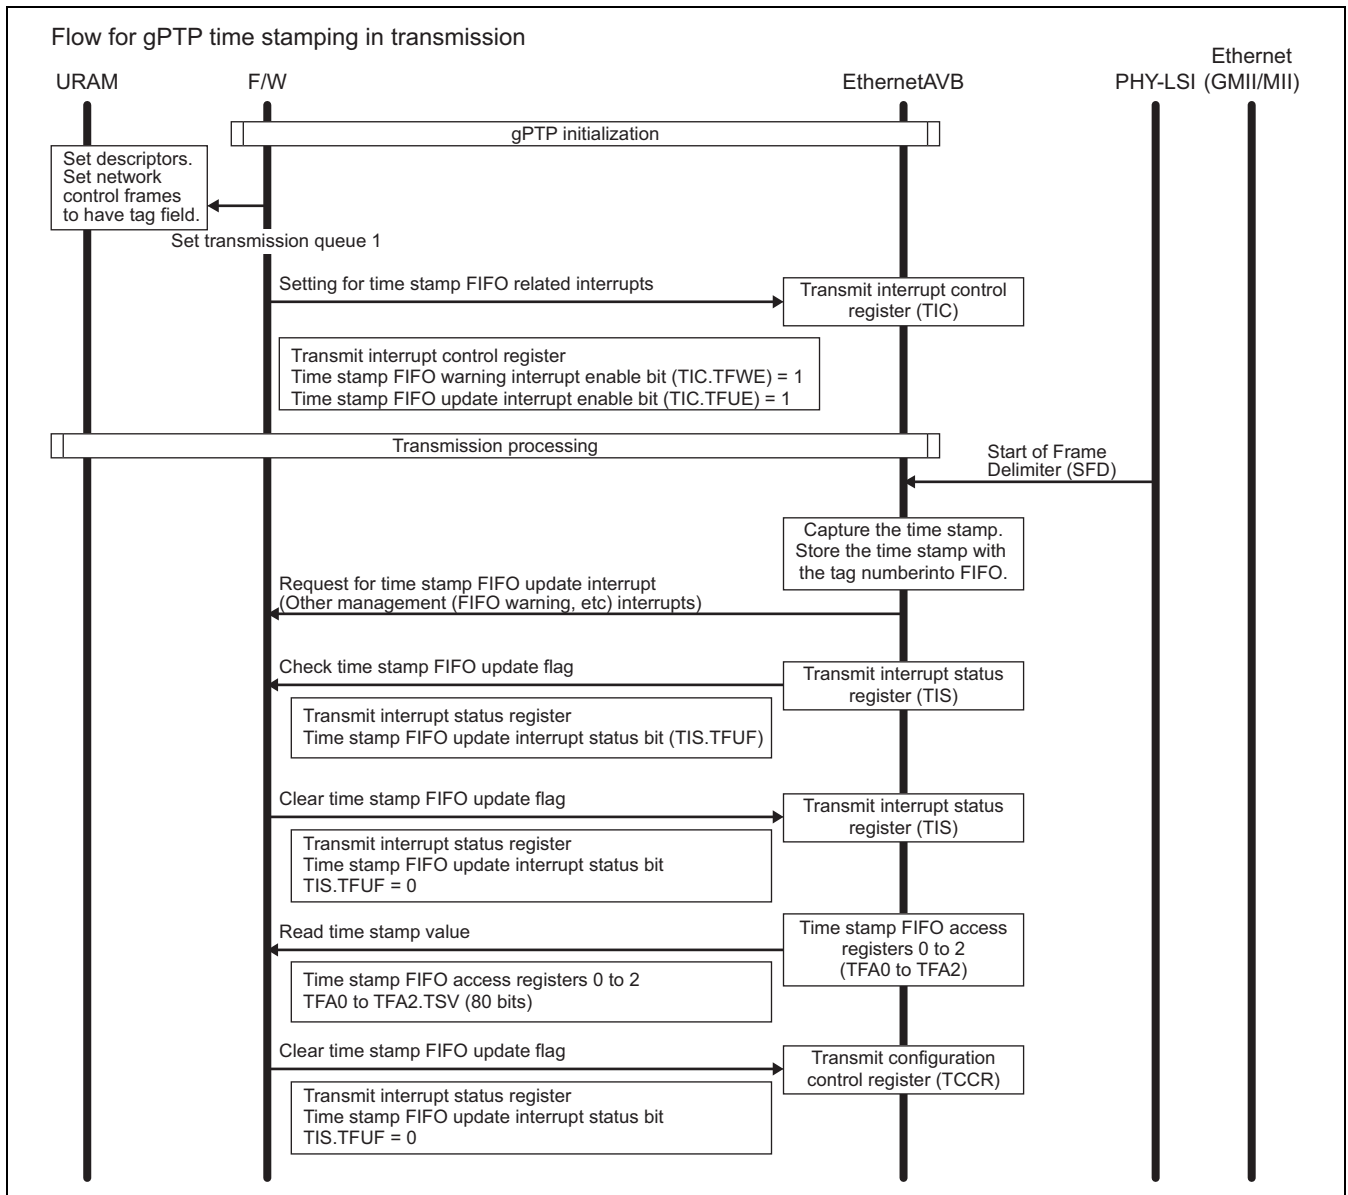 Flow for gPTP time stamping in transmission
URAM
F/W
EthernetAVB
PHY-LSI
Ethernet
(GMII/MII)
gPTP initialization
Set descriptors.
Set network
control frames
to have tag field.
Set transmission queue 1
Setting for time stamp FIFO related interrupts
Transmit interrupt control
register (TIC)
Transmit interrupt control register
Time stamp FIFO warning interrupt enable bit (TIC.TFWE) = 1
Time stamp FIFO update interrupt enable bit (TIC.TFUE) = 1
Transmission processing
Start of Frame
Delimiter (SFD)
Capture the time stamp.
Store the time stamp with
the tag numberinto FIFO.
Request for time stamp FIFO update interrupt
(Other management (FIFO warning, etc) interrupts)
Check time stamp FIFO update flag
Transmit interrupt status
register (TIS)
Transmit interrupt status register
Time stamp FIFO update interrupt status bit (TIS.TFUF)
Clear time stamp FIFO update flag
Transmit interrupt status
register (TIS)
Transmit interrupt status register
Time stamp FIFO update interrupt status bit
TIS.TFUF = 0
Read time stamp value
Time stamp FIFO access
registers 0 to 2
(TFA0 to TFA2)
Time stamp FIFO access registers 0 to 2
TFA0 to TFA2.TSV (80 bits)
Clear time stamp FIFO update flag
Transmit configuration
control register (TCCR)
Transmit interrupt status register
Time stamp FIFO update interrupt status bit
TIS.TFUF = 0